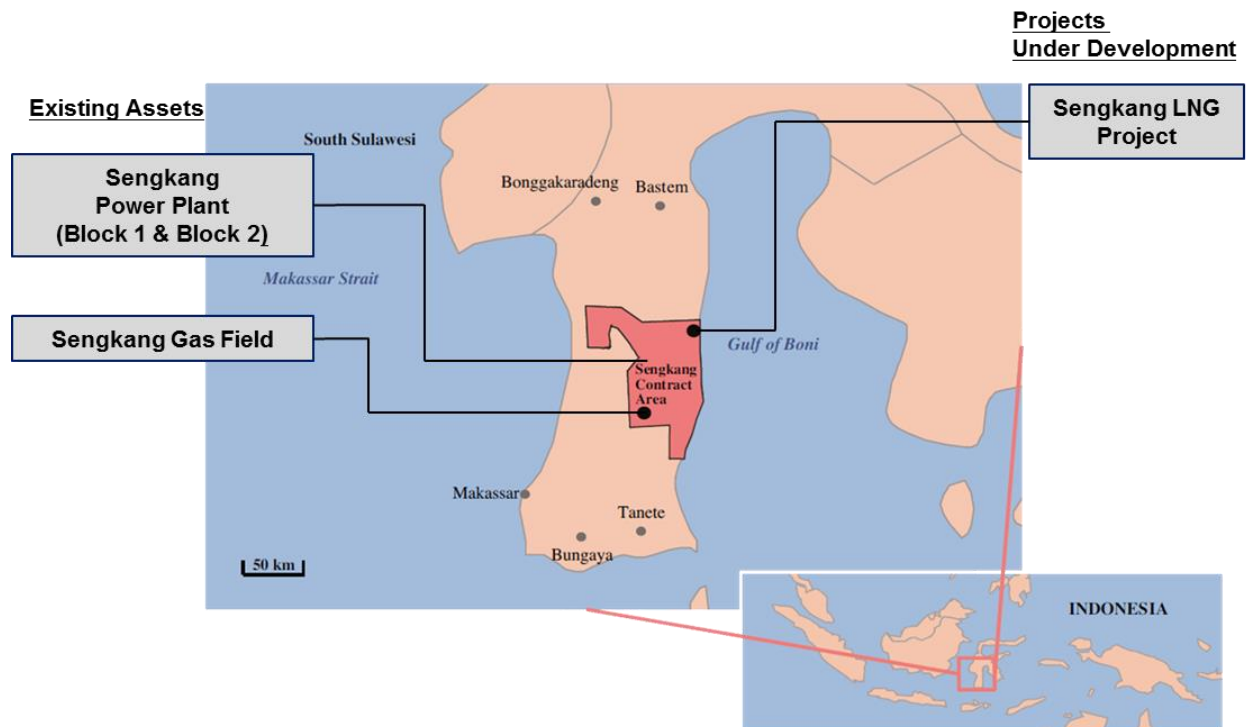 Projects
Under Development
Existing Assets
Sengkang LNG
Project
South Sulawesi
Sengkang
Power Plant
(Block 1 & Block 2)
Bonggakaradeng
Bastem
Makassar Strait
Sengkang Gas Field
Gulf of Boni
Sengkang
Contract
Area
Makassar
Tanete
Bungaya
50 km
INDONESIA